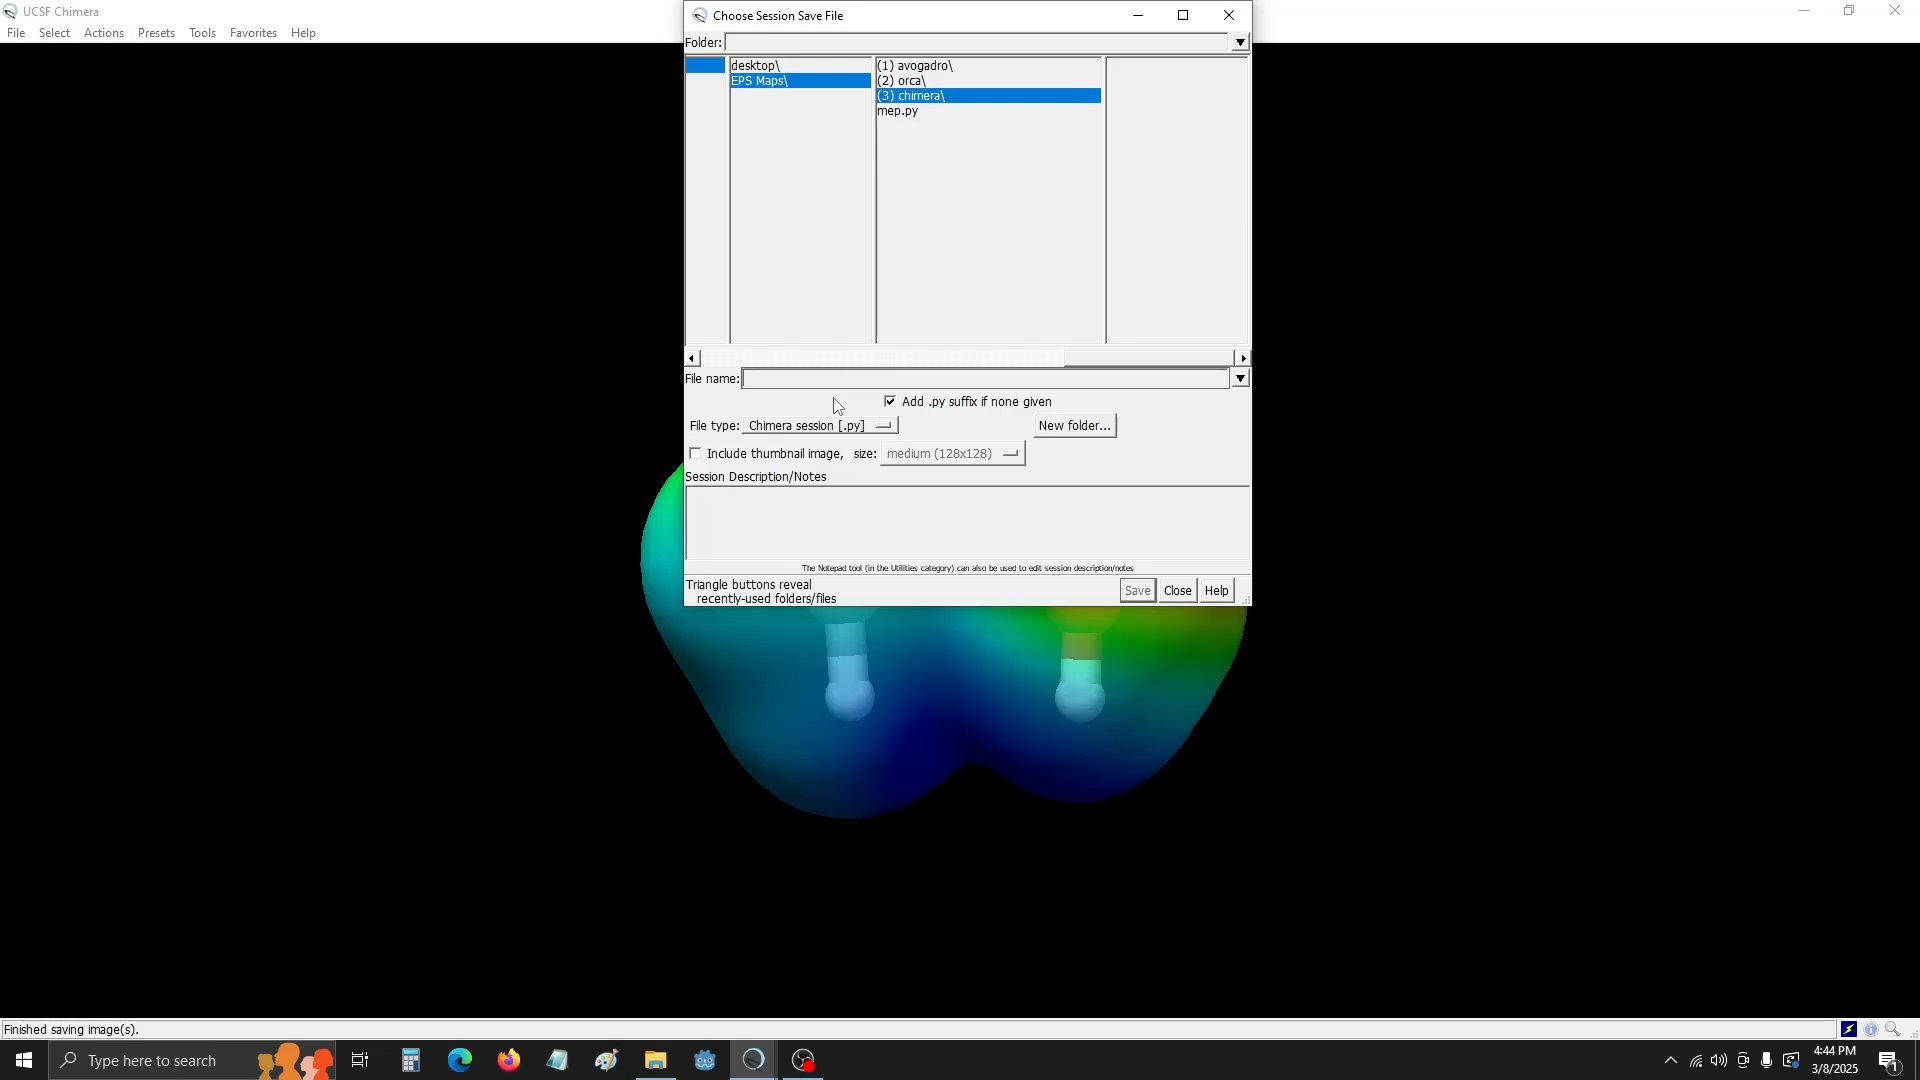 UCSF Chimera
File Select Actions Presets Tools Favorites Help
Choose Session Save File
Folder:
desktop\
EPS Maps\
(1) avogadro\
(2) orca\
(3) chimera\
mep.py
File name:
Add .py suffix if none given
File type: Chimera session [.py] New folder...
Include thumbnail image, size: medium (128x128)
Session Description/Notes
The Notepad tool (in the Utilities category) can also be used to edit session description/notes
Triangle buttons reveal
recently-used folders/files
Save Close Help
Finished saving image(s).
Type here to search
4:44 PM
3/8/2025
1